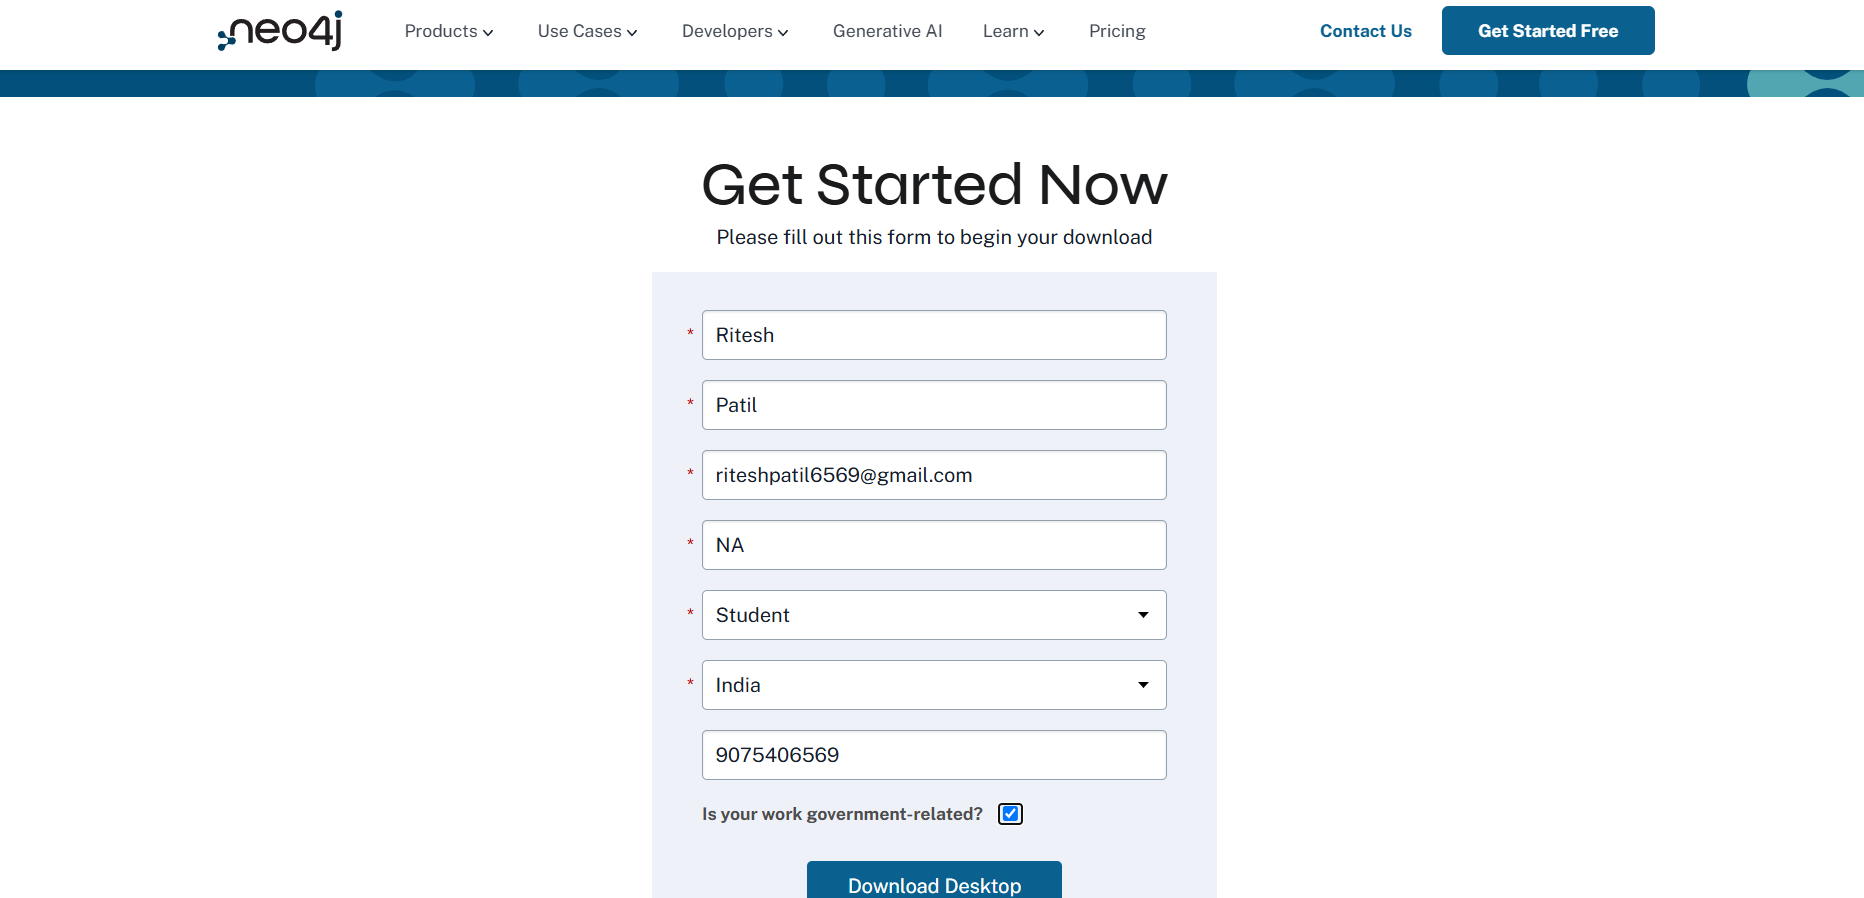 neo4j
Products Use Cases Developers Generative AI Learn Pricing Contact Us Get Started Free
Get Started Now
Please fill out this form to begin your download
* Ritesh
* Patil
* riteshpatil6569@gmail.com
* NA
* Student
* India
9075406569
Is your work government-related?
Download Desktop